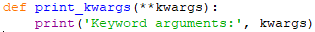 def print_kwargs(**kwargs):
    print('Keyword arguments:', kwargs)